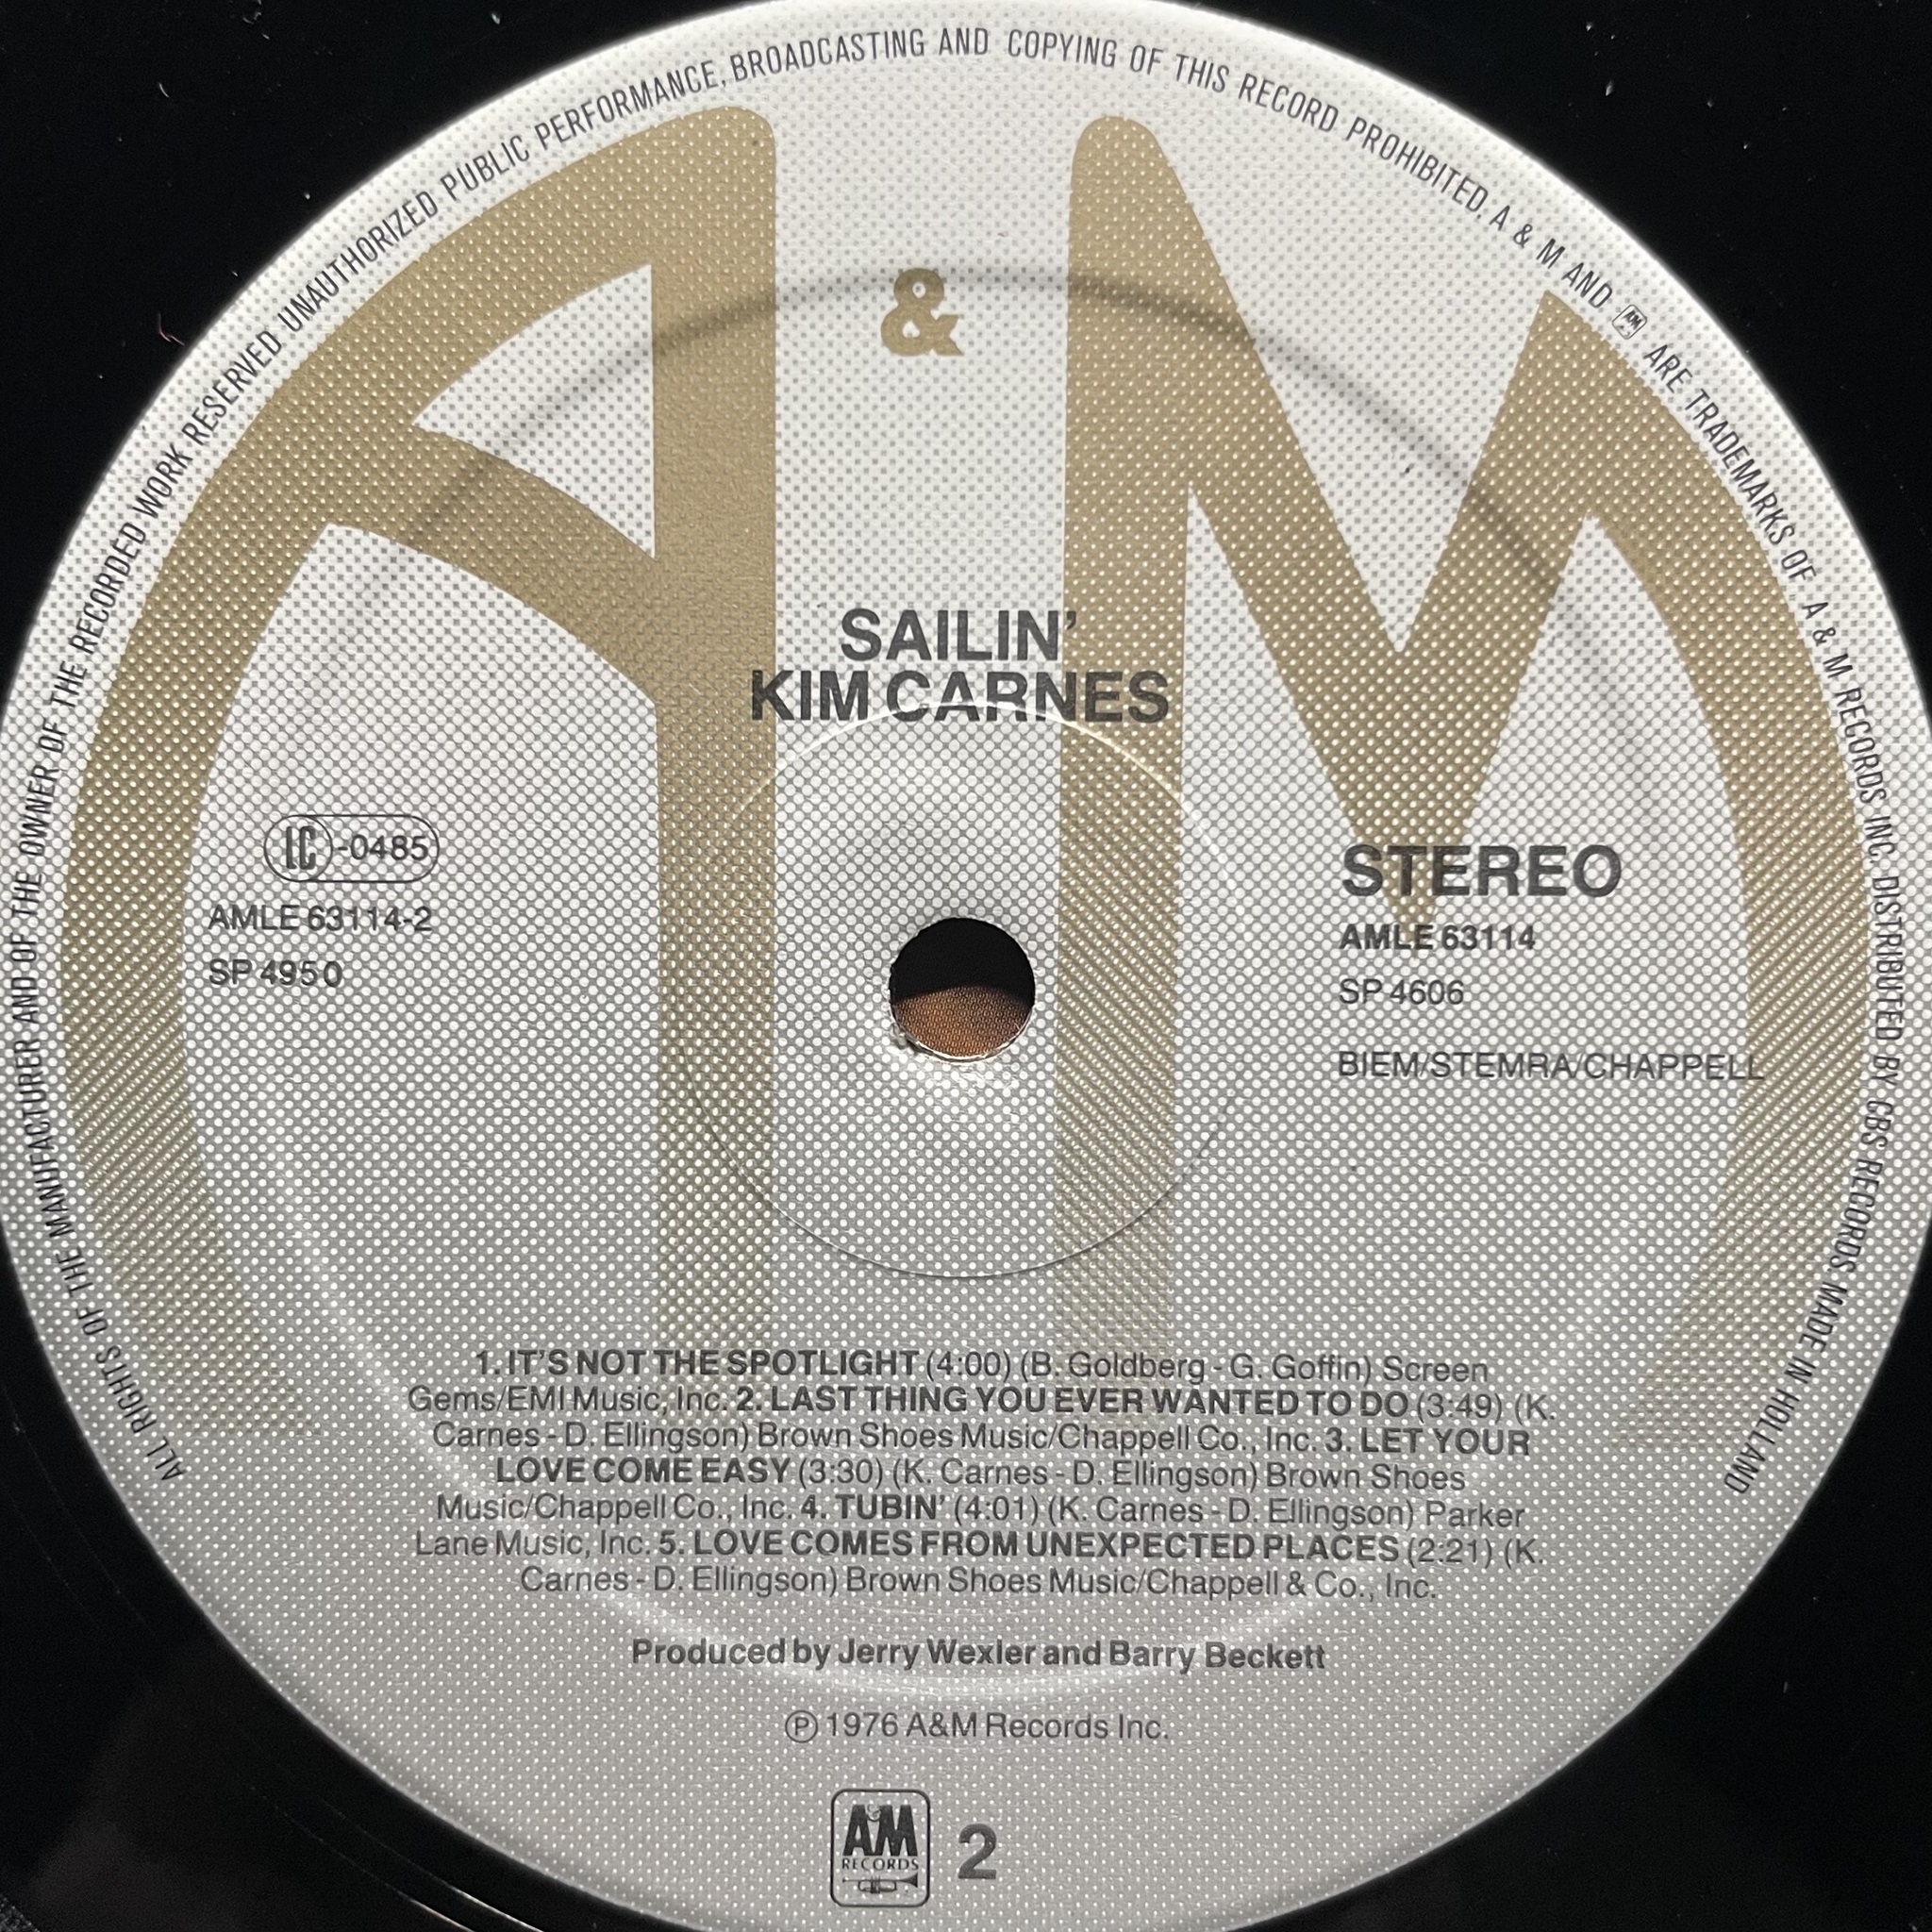 ALL RIGHTS OF THE MANUFACTURER AND OF THE OWNER OF THE RECORDED WORK RESERVED UNAUTHORIZED PUBLIC PERFORMANCE, BROADCASTING AND COPYING OF THIS RECORD PROHIBITED. A & M AND AM ARE TRADEMARKS OF A & M RECORDS INC. DISTRIBUTED BY CBS RECORDS MADE IN HOLLAND
A & M
SAILIN'
KIM CARNES
LC-0485
AMLE 63114-2
SP 4950
STEREO
AMLE 63114
SP 4606
BIEM/STEMRA/CHAPPELL
1. IT'S NOT THE SPOTLIGHT (4:00) (B. Goldberg - G. Goffin) Screen
Gems/EMI Music, Inc. 2. LAST THING YOU EVER WANTED TO DO (3:49) (K.
Carnes - D. Ellingson) Brown Shoes Music/Chappell Co., Inc. 3. LET YOUR
LOVE COME EASY (3:30) (K. Carnes - D. Ellingson) Brown Shoes
Music/Chappell Co., Inc. 4. TUBIN' (4:01) (K. Carnes - D. Ellingson) Parker
Lane Music, Inc. 5. LOVE COMES FROM UNEXPECTED PLACES (2:21) (K.
Carnes - D. Ellingson) Brown Shoes Music/Chappell & Co., Inc.
Produced by Jerry Wexler and Barry Beckett
℗ 1976 A&M Records Inc.
AM
RECORDS
2